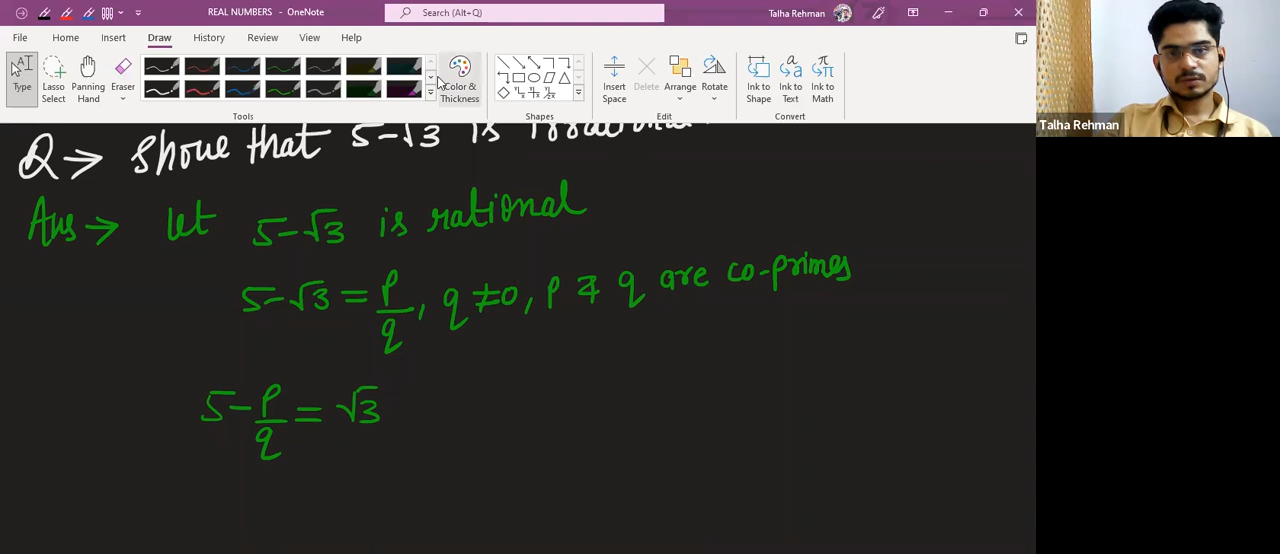 REAL NUMBERS - OneNote
Search (Alt+Q)
Talha Rehman
File Home Insert Draw History Review View Help
Type
Lasso Select
Panning Hand
Eraser
Color & Thickness
Insert Space
Delete
Arrange
Rotate
Ink to Shape
Ink to Text
Ink to Math
Tools Shapes Edit Convert
Talha Rehman
Q → Show that 5-√3 is
Ans → Let 5-√3 is rational
5-√3 = p/q, q ≠ 0, p & q are co-primes
5 - p/q = √3